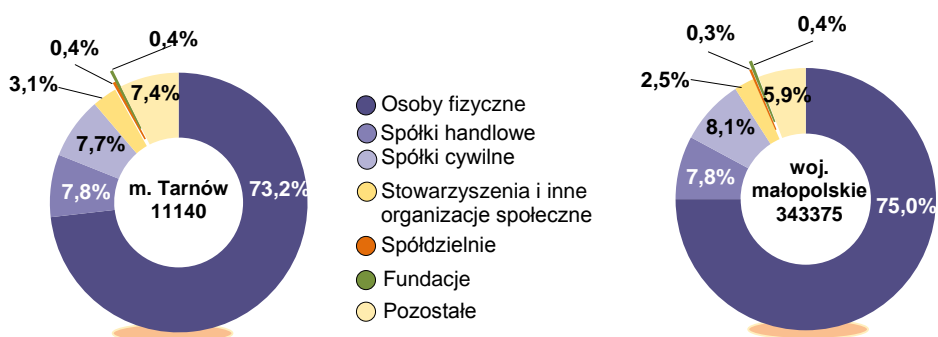 0,4%
0,4%
3,1%
7,4%
7,7%
7,8%
73,2%
m. Tarnów
11140
Osoby fizyczne
Spółki handlowe
Spółki cywilne
Stowarzyszenia i inne
organizacje społeczne
Spółdzielnie
Fundacje
Pozostałe
0,3%
0,4%
2,5%
5,9%
8,1%
7,8%
75,0%
woj.
małopolskie
343375